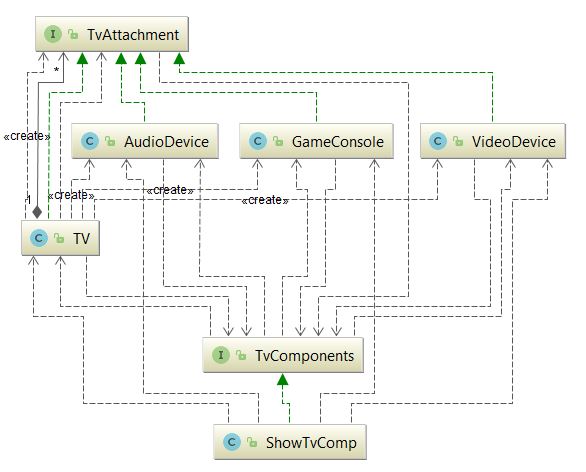 I TvAttachment
*
«create»
C AudioDevice
C GameConsole
C VideoDevice
«create»
«create»
«create»
1
C TV
I TvComponents
C ShowTvComp